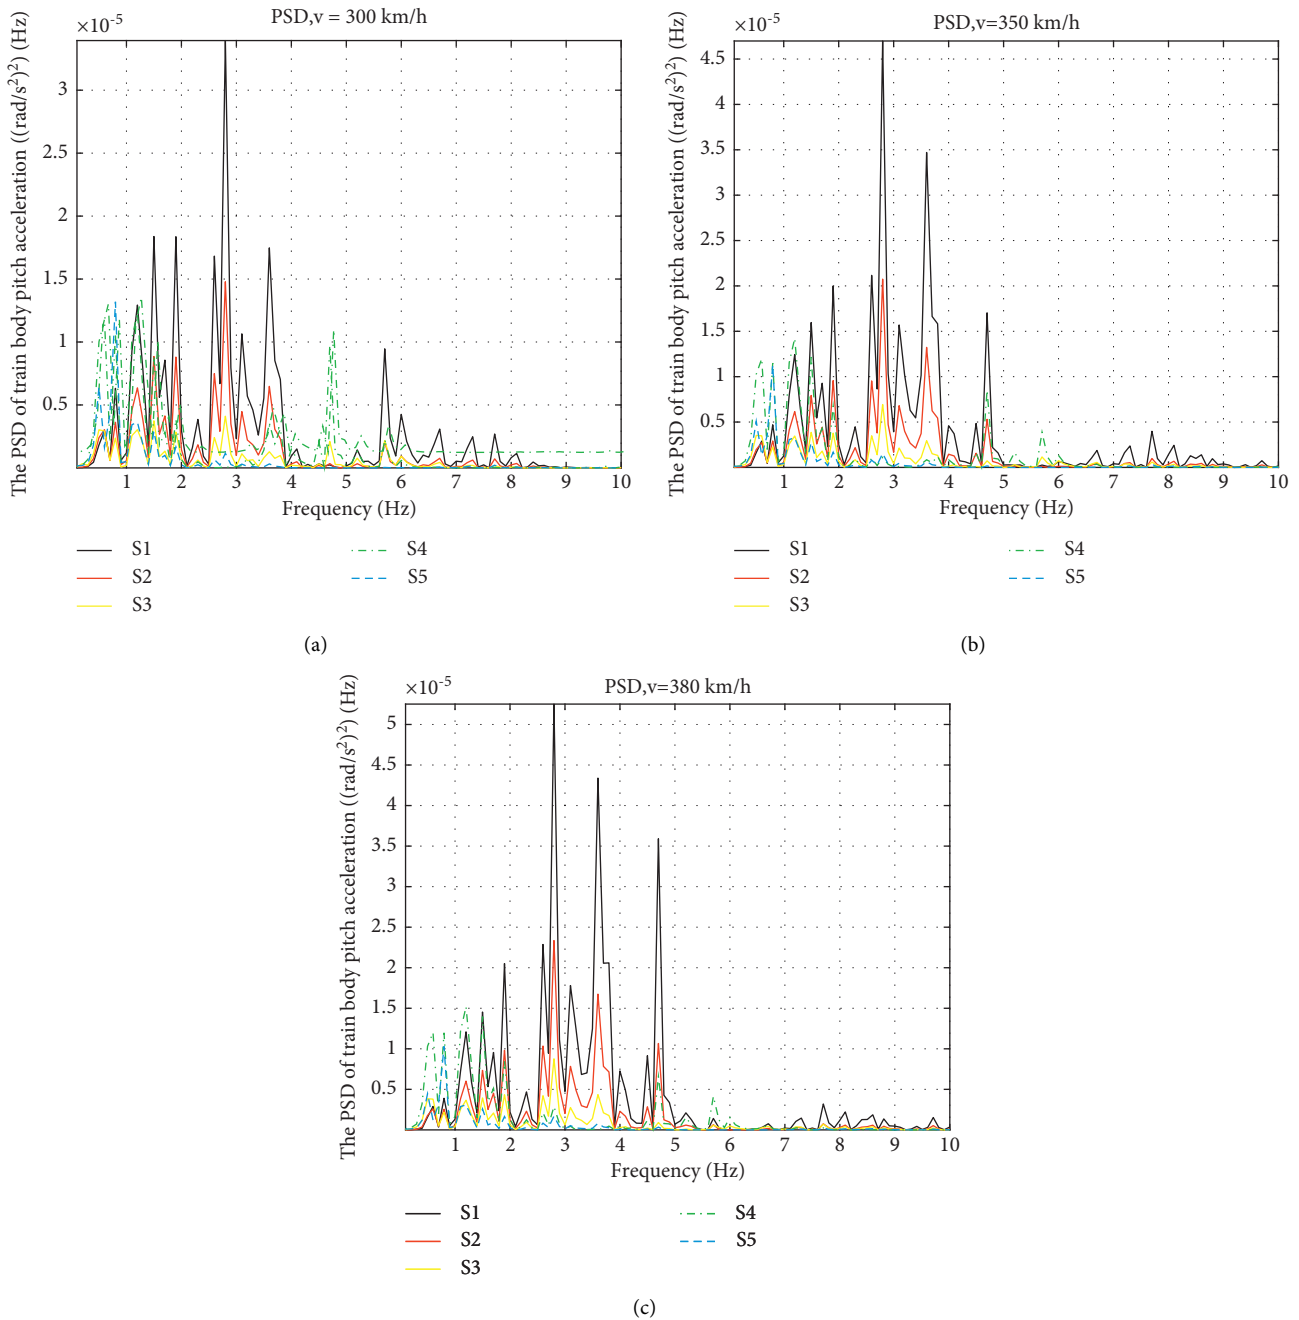 PSD,v = 300 km/h
×10-5
The PSD of train body pitch acceleration ((rad/s2)2) (Hz)
3
2.5
2
1.5
1
0.5
1 2 3 4 5 6 7 8 9 10
Frequency (Hz)
S1
S2
S3
S4
S5
(a)
PSD,v=350 km/h
×10-5
The PSD of train body pitch acceleration ((rad/s2)2) (Hz)
4.5
4
3.5
3
2.5
2
1.5
1
0.5
1 2 3 4 5 6 7 8 9 10
Frequency (Hz)
S1
S2
S3
S4
S5
(b)
PSD,v=380 km/h
×10-5
The PSD of train body pitch acceleration ((rad/s2)2) (Hz)
5
4.5
4
3.5
3
2.5
2
1.5
1
0.5
1 2 3 4 5 6 7 8 9 10
Frequency (Hz)
S1
S2
S3
S4
S5
(c)